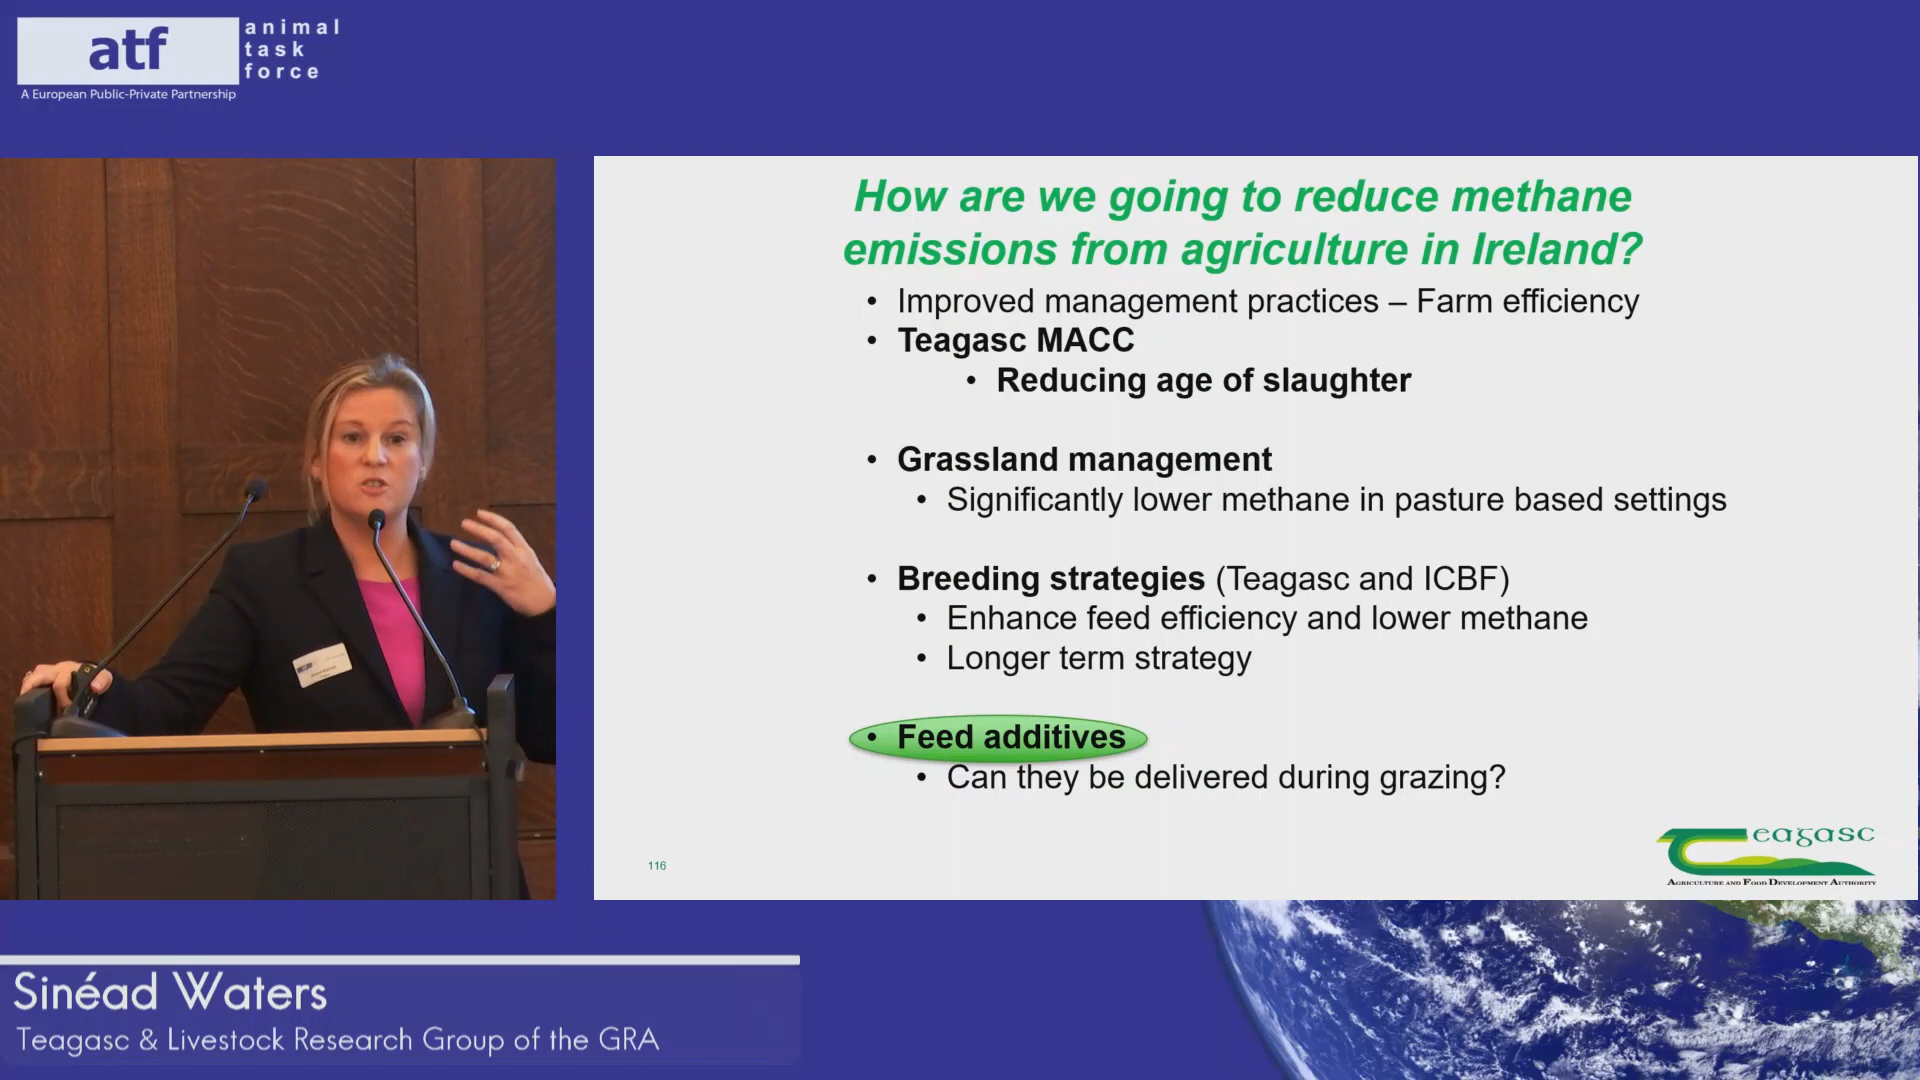 atf
animal
task
force
A European Public-Private Partnership
How are we going to reduce methane
emissions from agriculture in Ireland?
• Improved management practices – Farm efficiency
• Teagasc MACC
• Reducing age of slaughter
• Grassland management
• Significantly lower methane in pasture based settings
• Breeding strategies (Teagasc and ICBF)
• Enhance feed efficiency and lower methane
• Longer term strategy
• Feed additives
• Can they be delivered during grazing?
116
Teagasc
AGRICULTURE AND FOOD DEVELOPMENT AUTHORITY
Sinéad Waters
Teagasc & Livestock Research Group of the GRA